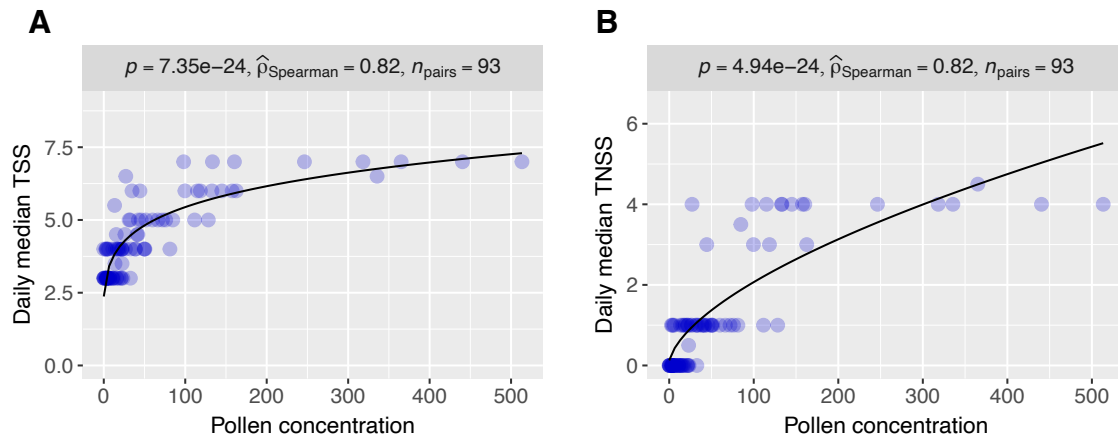 A
p = 7.35e−24, ρ̂Spearman = 0.82, npairs = 93
Daily median TSS
7.5
5.0
2.5
0.0
0 100 200 300 400 500
Pollen concentration
B
p = 4.94e−24, ρ̂Spearman = 0.82, npairs = 93
Daily median TNSS
6
4
2
0
0 100 200 300 400 500
Pollen concentration